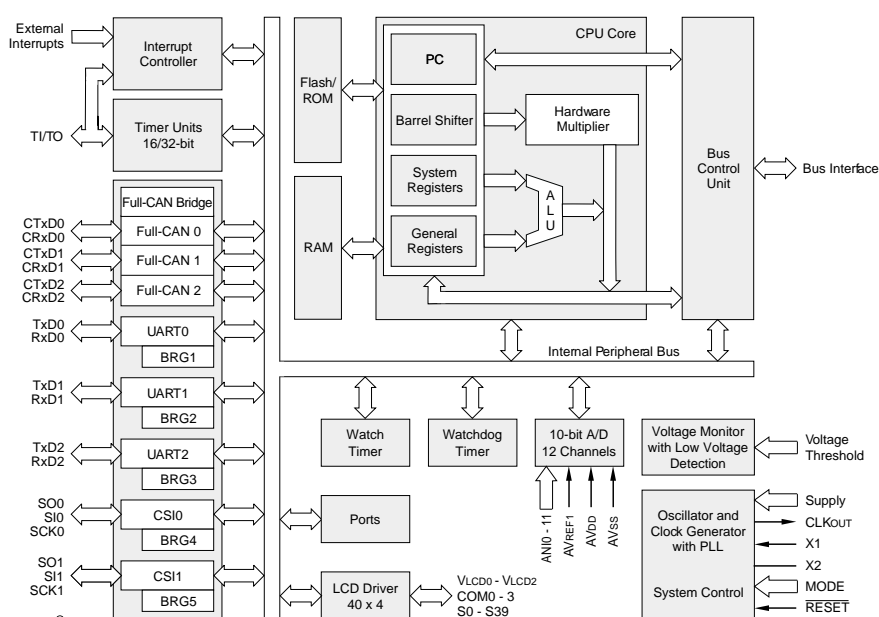 External
Interrupts
Interrupt
Controller
TI/TO
Timer Units
16/32-bit
Full-CAN Bridge
CTxD0
CRxD0
Full-CAN 0
CTxD1
CRxD1
Full-CAN 1
CTxD2
CRxD2
Full-CAN 2
TxD0
RxD0
UART0
BRG1
TxD1
RxD1
UART1
BRG2
TxD2
RxD2
UART2
BRG3
SO0
SI0
SCK0
CSI0
BRG4
SO1
SI1
SCK1
CSI1
BRG5
Flash/
ROM
RAM
CPU Core
PC
Barrel Shifter
System
Registers
General
Registers
Hardware
Multiplier
A
L
U
Bus
Control
Unit
Bus Interface
Internal Peripheral Bus
Watch
Timer
Watchdog
Timer
10-bit A/D
12 Channels
ANI0 - 11
AVREF1
AVDD
AVSS
Voltage Monitor
with Low Voltage
Detection
Voltage
Threshold
Ports
LCD Driver
40 x 4
VLCD0 - VLCD2
COM0 - 3
S0 - S39
Oscillator and
Clock Generator
with PLL
System Control
Supply
CLKOUT
X1
X2
MODE
RESET